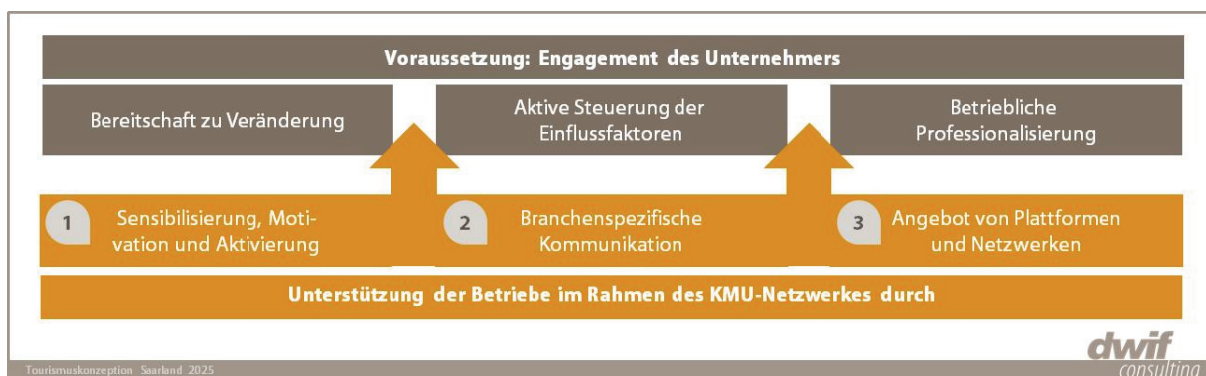 Voraussetzung: Engagement des Unternehmers
Bereitschaft zu Veränderung
Aktive Steuerung der
Einflussfaktoren
Betriebliche
Professionalisierung
1
Sensibilisierung, Moti-
vation und Aktivierung
2
Branchenspezifische
Kommunikation
3
Angebot von Plattformen
und Netzwerken
Unterstützung der Betriebe im Rahmen des KMU-Netzwerkes durch
Tourismuskonzeption Saarland 2025
dwif
consulting